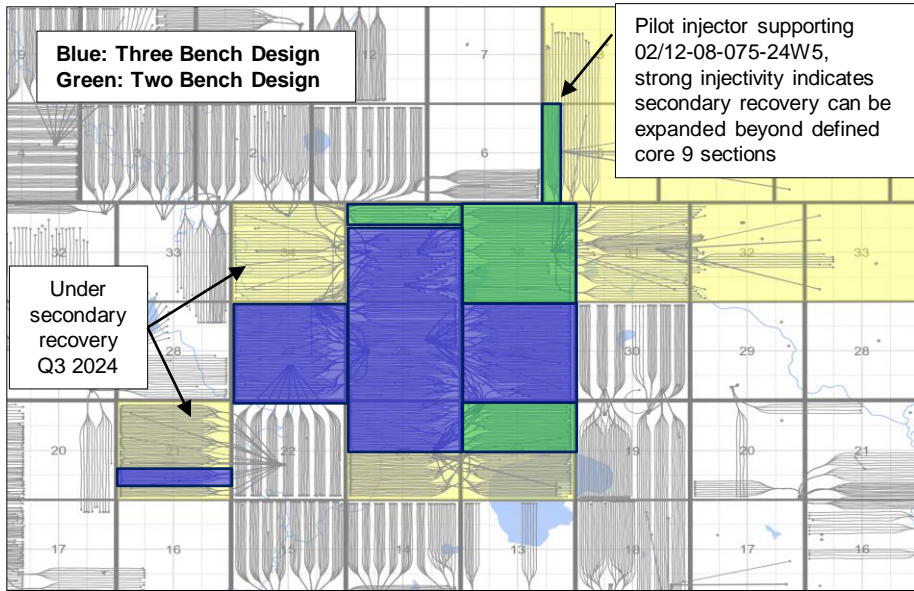 Blue: Three Bench Design
Green: Two Bench Design
Pilot injector supporting
02/12-08-075-24W5,
strong injectivity indicates
secondary recovery can be
expanded beyond defined
core 9 sections
12
7
4
3
2
1
6
32
33
34
31
32
33
Under
secondary
recovery
Q3 2024
28
30
29
28
20
21
22
19
20
21
17
16
15
14
13
18
17
16